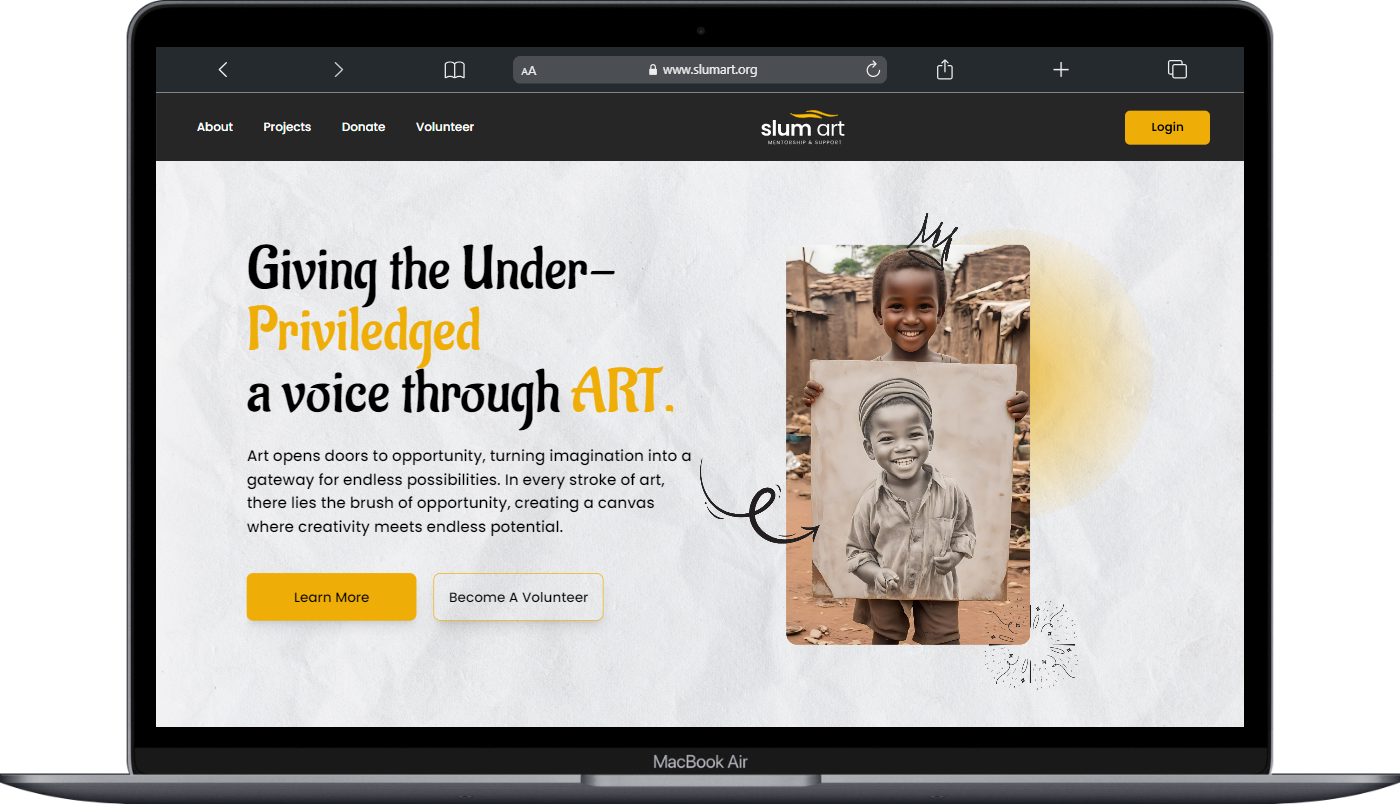 AA
www.slumart.org
About
Projects
Donate
Volunteer
slum art
MENTORSHIP & SUPPORT
Login
Giving the Under–
Priviledged
a voice through ART.
Art opens doors to opportunity, turning imagination into a
gateway for endless possibilities. In every stroke of art,
there lies the brush of opportunity, creating a canvas
where creativity meets endless potential.
Learn More
Become A Volunteer
MacBook Air